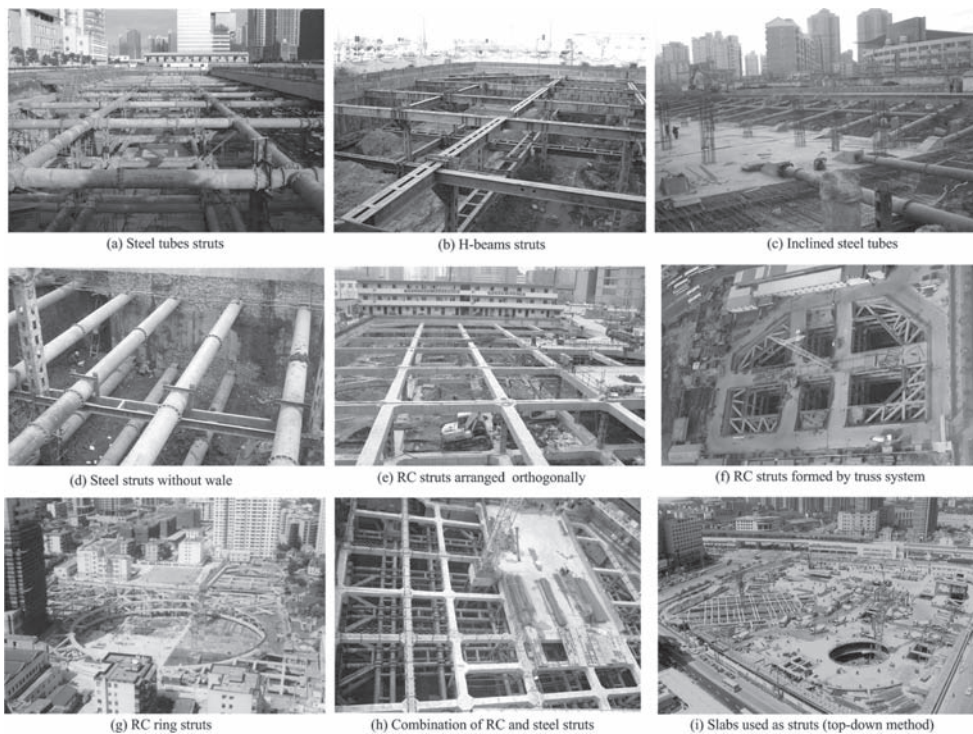 (a) Steel tubes struts
(b) H-beams struts
(c) Inclined steel tubes
(d) Steel struts without wale
(e) RC struts arranged orthogonally
(f) RC struts formed by truss system
(g) RC ring struts
(h) Combination of RC and steel struts
(i) Slabs used as struts (top-down method)